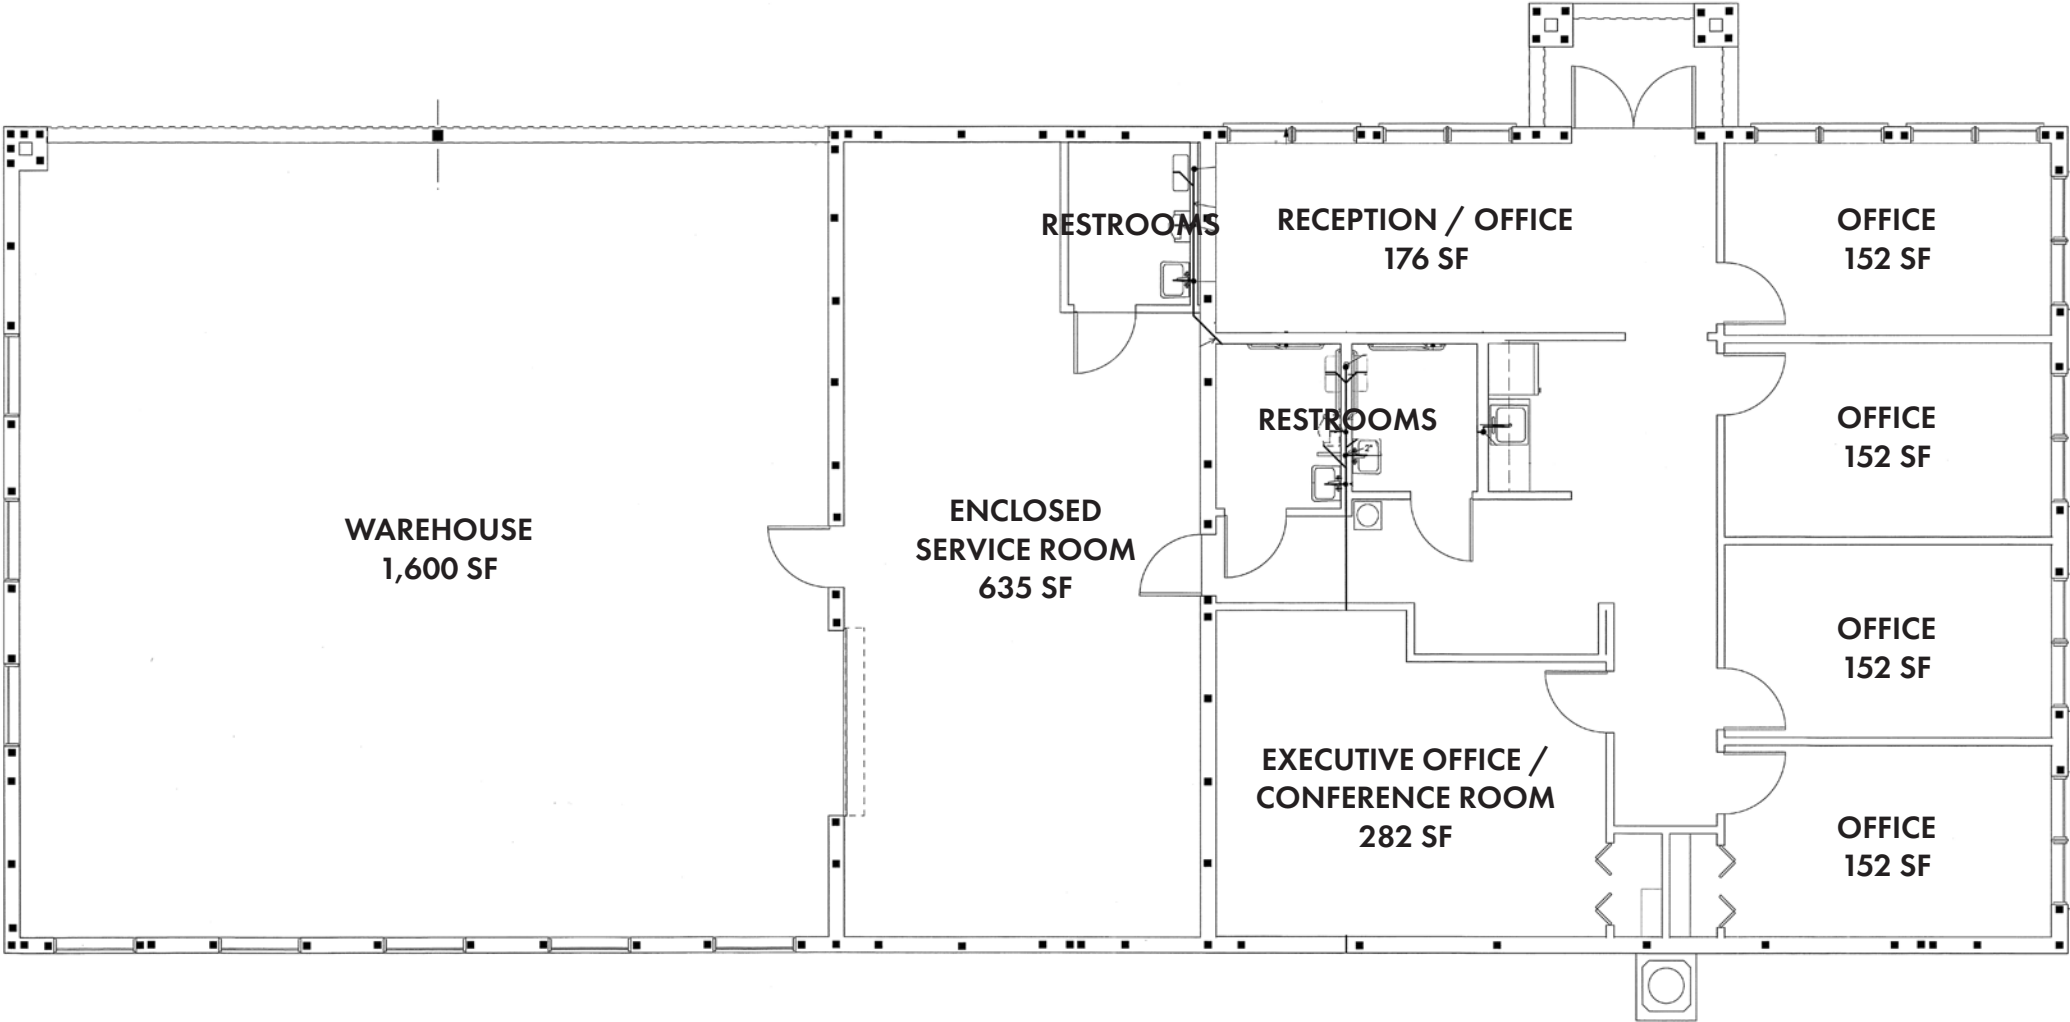 RESTROOMS
RECEPTION / OFFICE
176 SF
OFFICE
152 SF
RESTROOMS
OFFICE
152 SF
WAREHOUSE
1,600 SF
ENCLOSED
SERVICE ROOM
635 SF
OFFICE
152 SF
EXECUTIVE OFFICE /
CONFERENCE ROOM
282 SF
OFFICE
152 SF